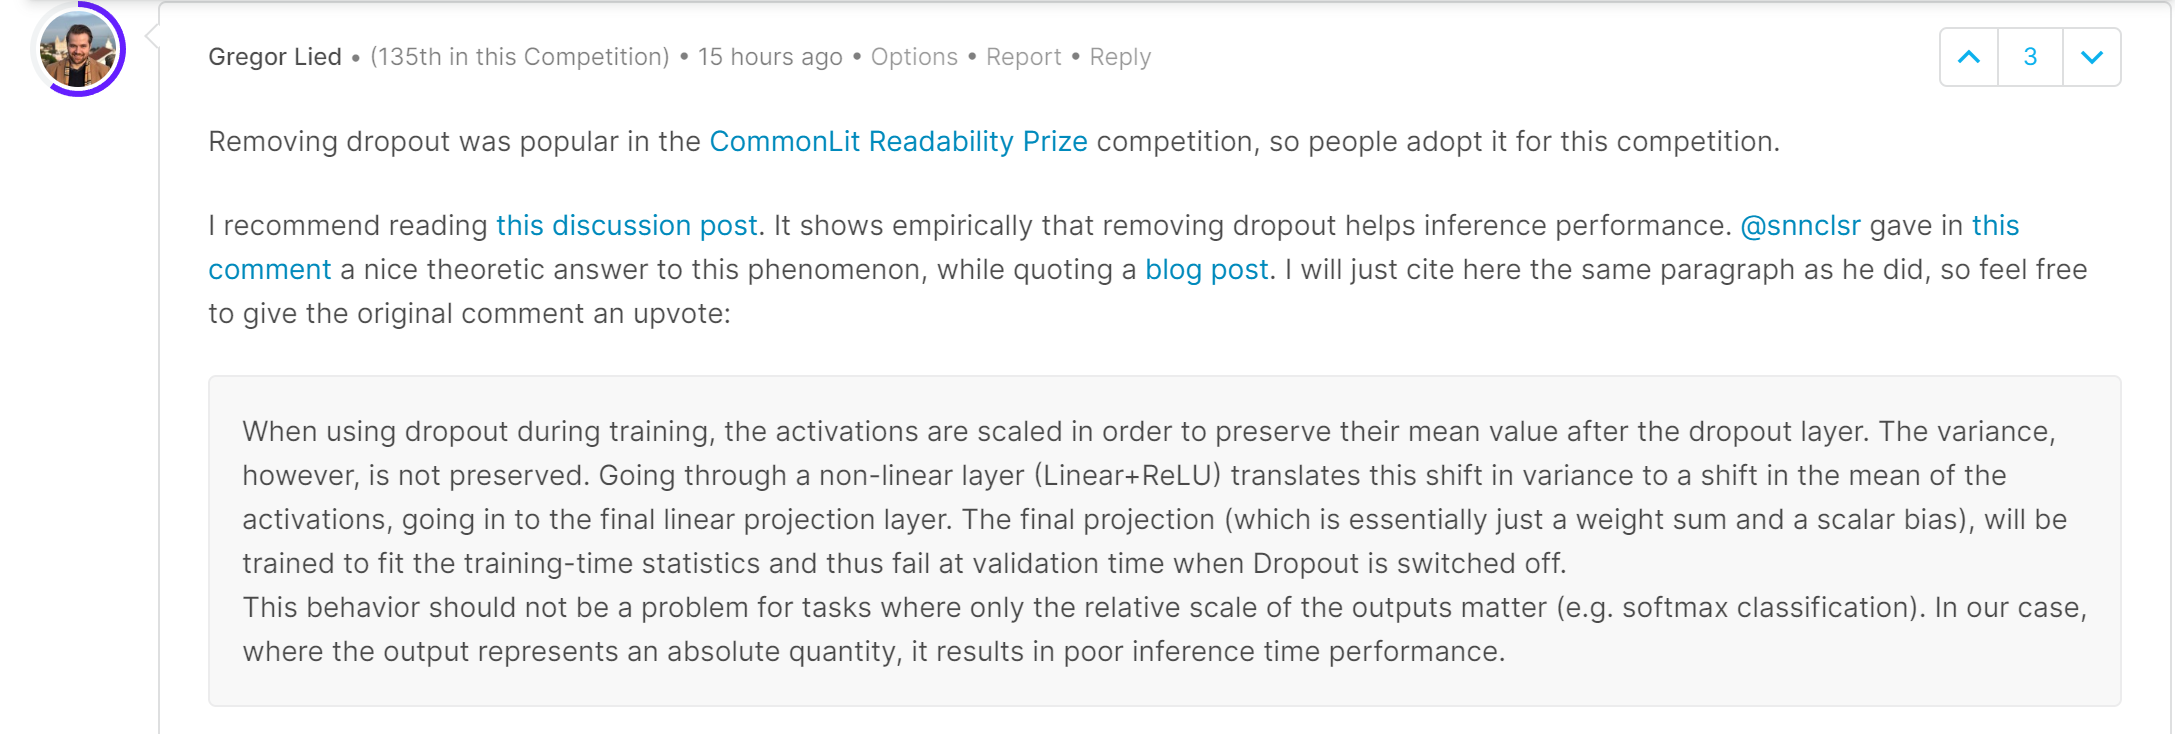 Gregor Lied • (135th in this Competition) • 15 hours ago • Options • Report • Reply
3
Removing dropout was popular in the CommonLit Readability Prize competition, so people adopt it for this competition.
I recommend reading this discussion post. It shows empirically that removing dropout helps inference performance. @snnclsr gave in this
comment a nice theoretic answer to this phenomenon, while quoting a blog post. I will just cite here the same paragraph as he did, so feel free
to give the original comment an upvote:
When using dropout during training, the activations are scaled in order to preserve their mean value after the dropout layer. The variance,
however, is not preserved. Going through a non-linear layer (Linear+ReLU) translates this shift in variance to a shift in the mean of the
activations, going in to the final linear projection layer. The final projection (which is essentially just a weight sum and a scalar bias), will be
trained to fit the training-time statistics and thus fail at validation time when Dropout is switched off.
This behavior should not be a problem for tasks where only the relative scale of the outputs matter (e.g. softmax classification). In our case,
where the output represents an absolute quantity, it results in poor inference time performance.